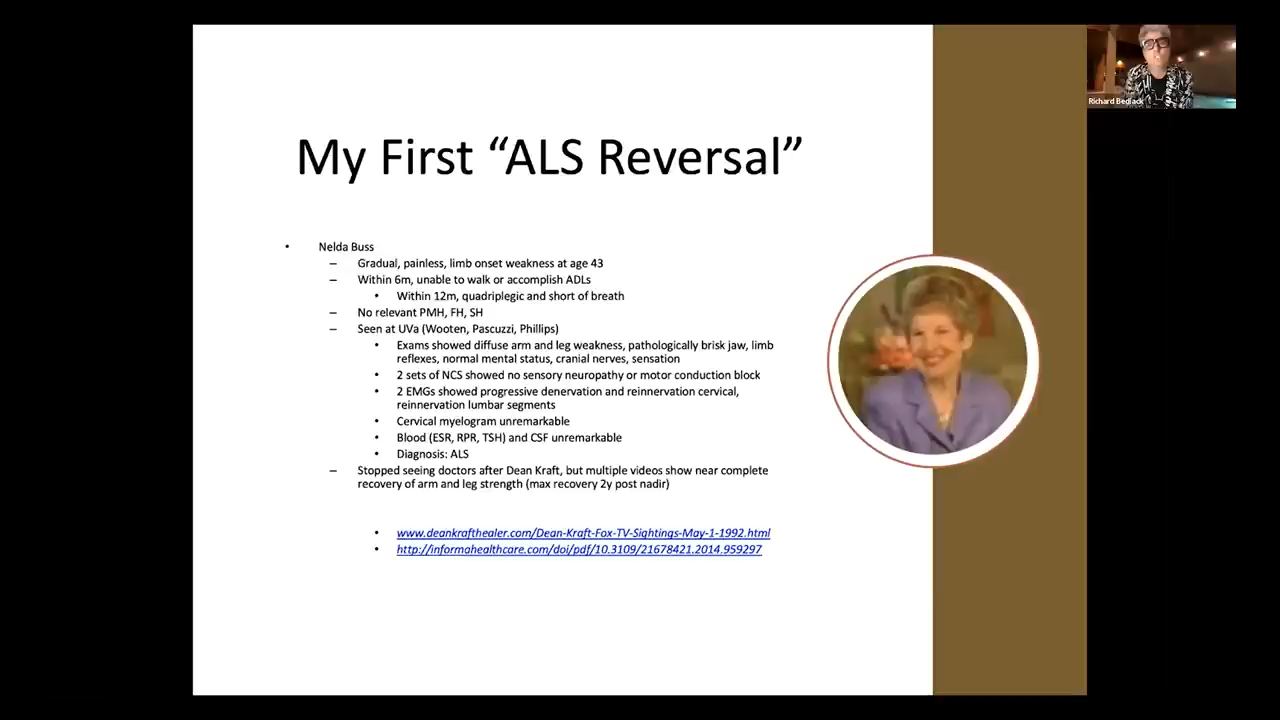 Richard Bedlack
My First “ALS Reversal”
• Nelda Buss
– Gradual, painless, limb onset weakness at age 43
– Within 6m, unable to walk or accomplish ADLs
• Within 12m, quadriplegic and short of breath
– No relevant PMH, FH, SH
– Seen at UVa (Wooten, Pascuzzi, Phillips)
• Exams showed diffuse arm and leg weakness, pathologically brisk jaw, limb
reflexes, normal mental status, cranial nerves, sensation
• 2 sets of NCS showed no sensory neuropathy or motor conduction block
• 2 EMGs showed progressive denervation and reinnervation cervical,
reinnervation lumbar segments
• Cervical myelogram unremarkable
• Blood (ESR, RPR, TSH) and CSF unremarkable
• Diagnosis: ALS
– Stopped seeing doctors after Dean Kraft, but multiple videos show near complete
recovery of arm and leg strength (max recovery 2y post nadir)
• www.deankrafthealer.com/Dean-Kraft-Fox-TV-Sightings-May-1-1992.html
• http://informahealthcare.com/doi/pdf/10.3109/21678421.2014.959297